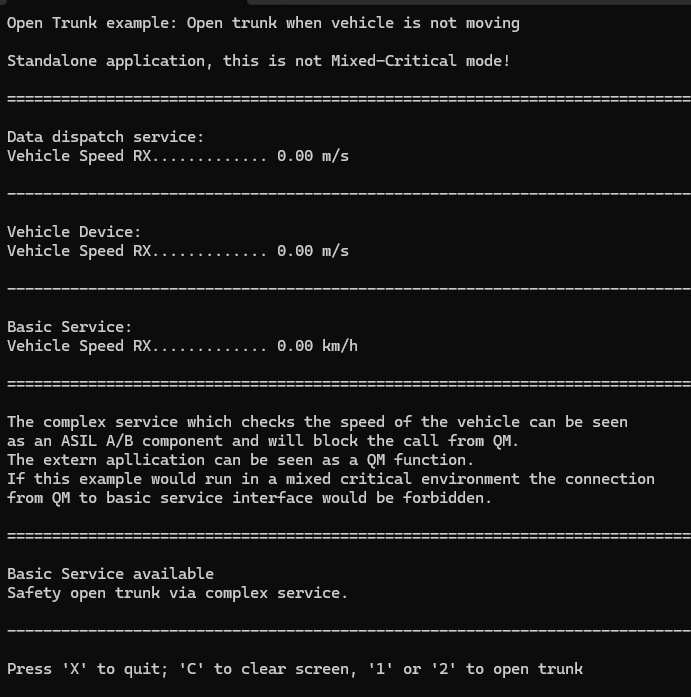 Open Trunk example: Open trunk when vehicle is not moving
Standalone application, this is not Mixed-Critical mode!
============================================================================
Data dispatch service:
Vehicle Speed RX............. 0.00 m/s
----------------------------------------------------------------------------
Vehicle Device:
Vehicle Speed RX............. 0.00 m/s
----------------------------------------------------------------------------
Basic Service:
Vehicle Speed RX............. 0.00 km/h
============================================================================
The complex service which checks the speed of the vehicle can be seen
as an ASIL A/B component and will block the call from QM.
The extern apllication can be seen as a QM function.
If this example would run in a mixed critical environment the connection
from QM to basic service interface would be forbidden.
============================================================================
Basic Service available
Safety open trunk via complex service.
----------------------------------------------------------------------------
Press 'X' to quit; 'C' to clear screen, '1' or '2' to open trunk